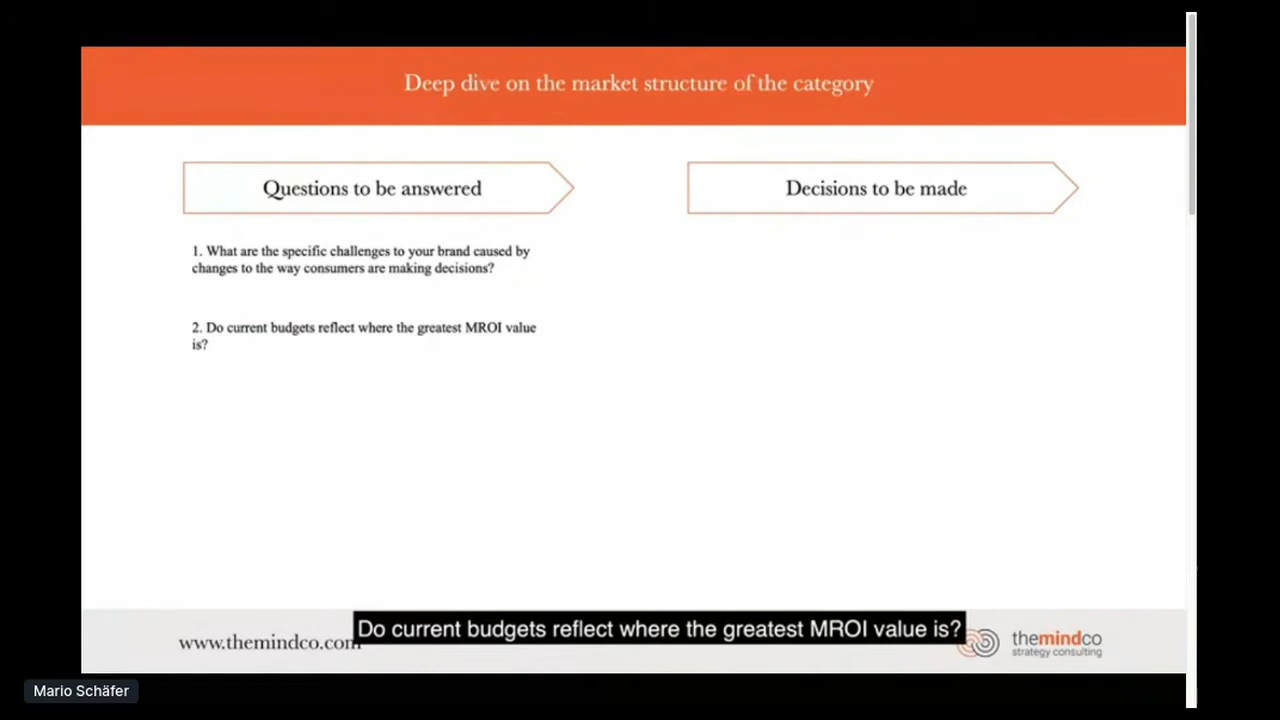 Deep dive on the market structure of the category
Questions to be answered
Decisions to be made
1. What are the specific challenges to your brand caused by
changes to the way consumers are making decisions?
2. Do current budgets reflect where the greatest MROI value
is?
www.themindco.com
Do current budgets reflect where the greatest MROI value is?
themindco
strategy consulting
Mario Schäfer